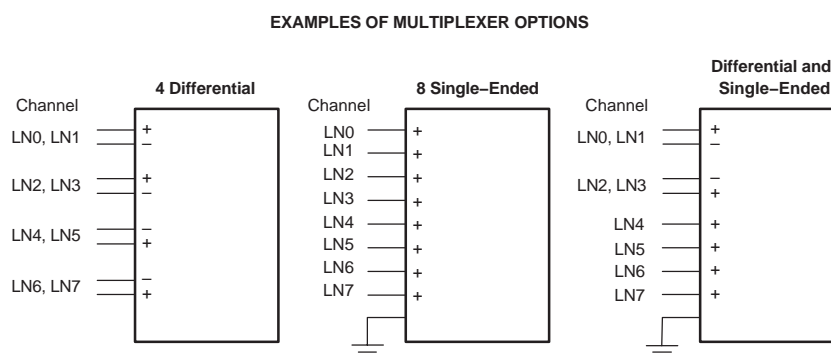 EXAMPLES OF MULTIPLEXER OPTIONS
4 Differential
Channel
LN0, LN1
+
–
LN2, LN3
+
–
LN4, LN5
–
+
LN6, LN7
–
+
8 Single–Ended
Channel
LN0 +
LN1 +
LN2 +
LN3 +
LN4 +
LN5 +
LN6 +
LN7 +
Differential and
Single–Ended
Channel
LN0, LN1
+
–
LN2, LN3
–
+
LN4 +
LN5 +
LN6 +
LN7 +